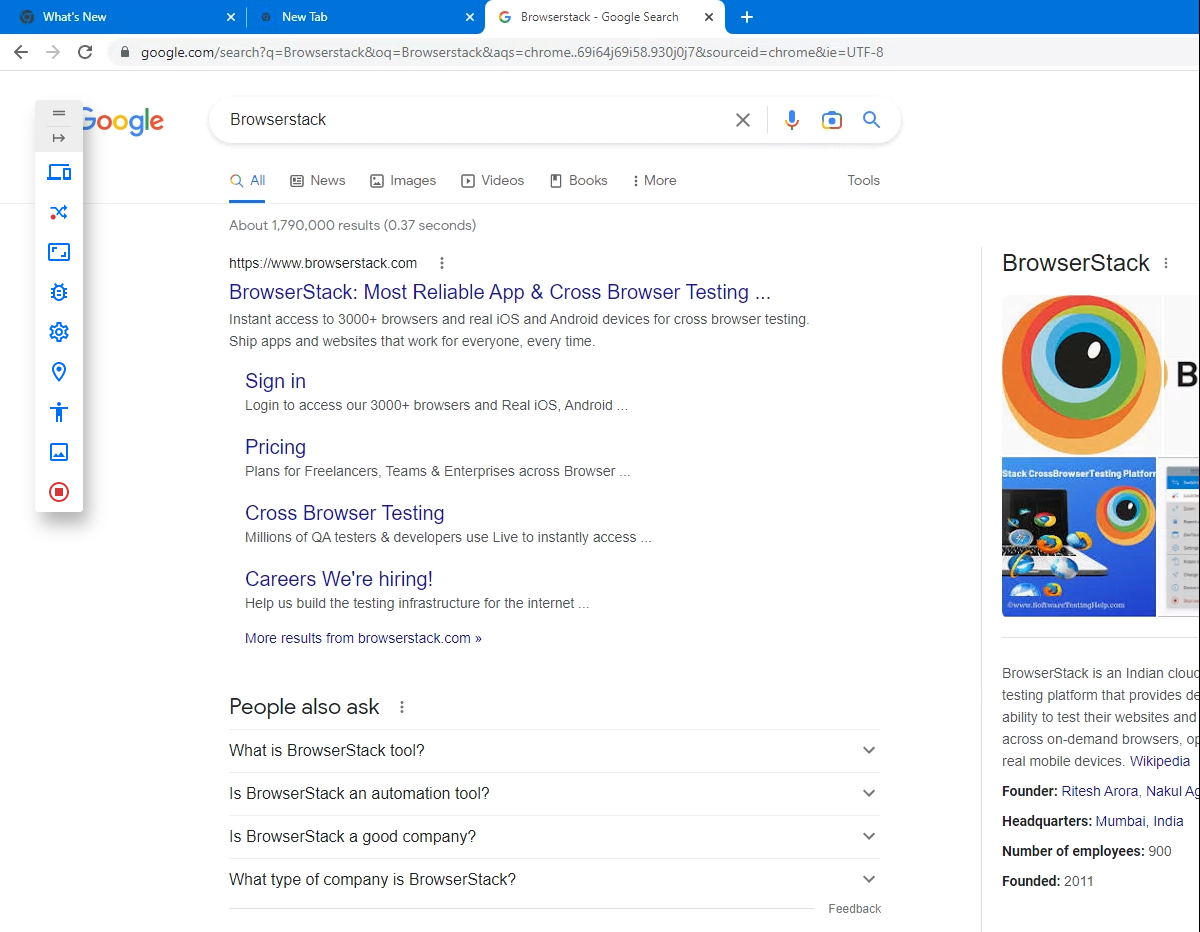 What's New
New Tab
Browserstack - Google Search
google.com/search?q=Browserstack&oq=Browserstack&aqs=chrome..69i64j69i58.930j0j7&sourceid=chrome&ie=UTF-8
Google
Browserstack
All
News
Images
Videos
Books
More
Tools
About 1,790,000 results (0.37 seconds)
https://www.browserstack.com
BrowserStack: Most Reliable App & Cross Browser Testing ...
Instant access to 3000+ browsers and real iOS and Android devices for cross browser testing.
Ship apps and websites that work for everyone, every time.
Sign in
Login to access our 3000+ browsers and Real iOS, Android ...
Pricing
Plans for Freelancers, Teams & Enterprises across Browser ...
Cross Browser Testing
Millions of QA testers & developers use Live to instantly access ...
Careers We're hiring!
Help us build the testing infrastructure for the internet ...
More results from browserstack.com »
People also ask
What is BrowserStack tool?
Is BrowserStack an automation tool?
Is BrowserStack a good company?
What type of company is BrowserStack?
Feedback
BrowserStack
B
Stack CrossBrowserTesting Platform
©www.SoftwareTestingHelp.com
BrowserStack is an Indian cloud
testing platform that provides de
ability to test their websites and
across on-demand browsers, op
real mobile devices. Wikipedia
Founder: Ritesh Arora, Nakul Ag
Headquarters: Mumbai, India
Number of employees: 900
Founded: 2011